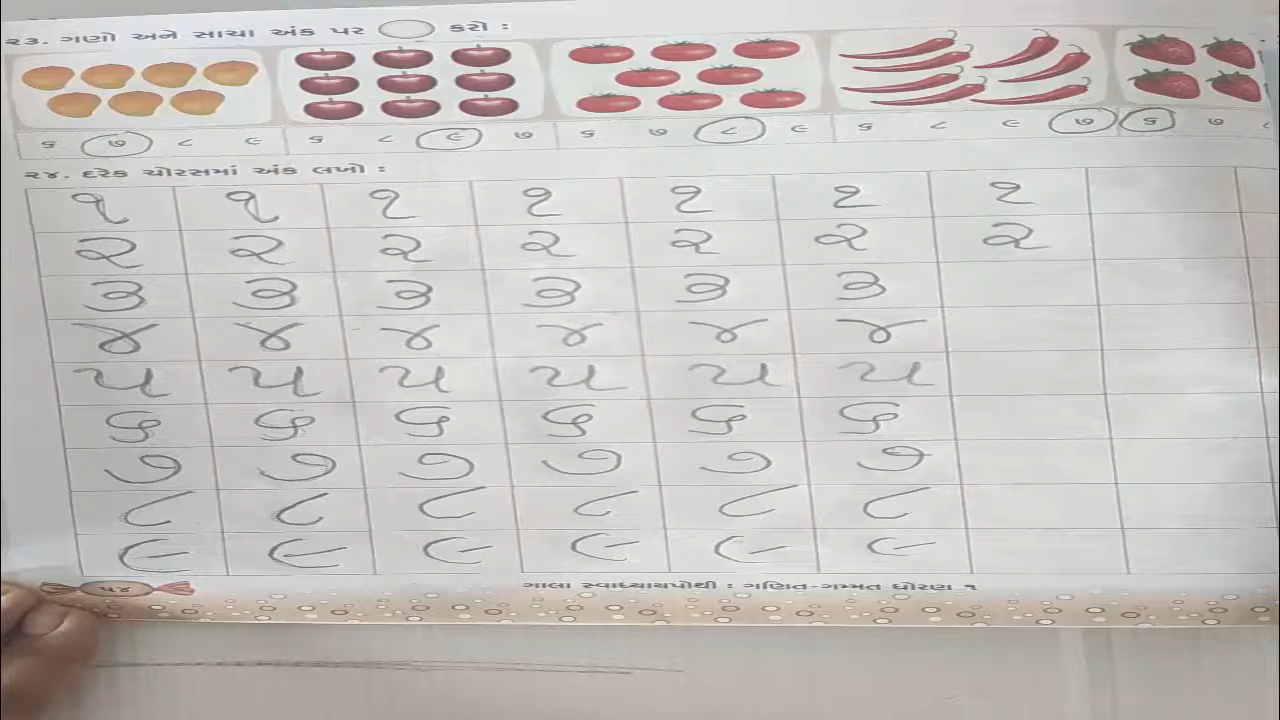 ૨૩. ગણો અને સાચા અંક પર કરો :
૬ ૭ ૮ ૯ ૬ ૮ ૯ ૭ ૬ ૭ ૮ ૯ ૬ ૮ ૯ ૭ ૬ ૭ ૮
૨૪. દરેક ચોરસમાં અંક લખો :
૧ ૧ ૧ ૧ ૧ ૧ ૧
૨ ૨ ૨ ૨ ૨ ૨ ૨
૩ ૩ ૩ ૩ ૩ ૩
૪ ૪ ૪ ૪ ૪ ૪
૫ ૫ ૫ ૫ ૫ ૫
૬ ૬ ૬ ૬ ૬ ૬
૭ ૭ ૭ ૭ ૭ ૭
૮ ૮ ૮ ૮ ૮ ૮
૯ ૯ ૯ ૯ ૯ ૯
૫૪ ગાલા સ્વાધ્યાયપોથી : ગણિત-ગમ્મત ધોરણ ૧